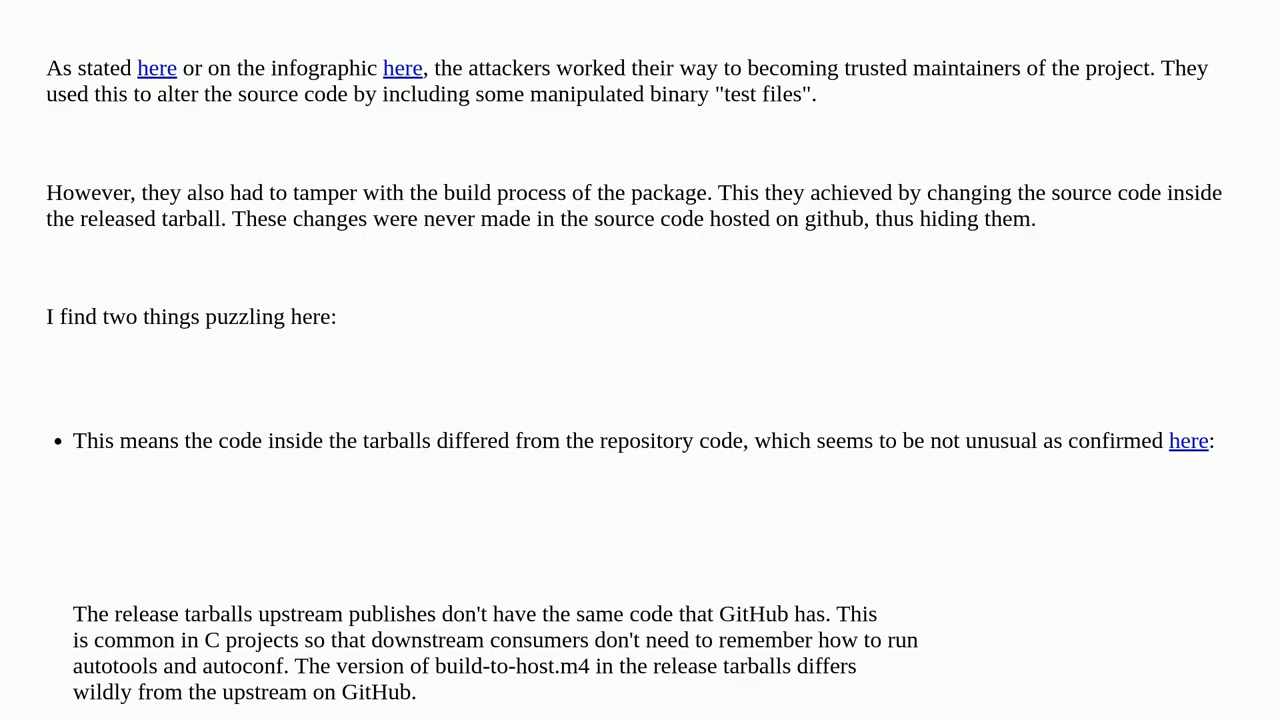 As stated here or on the infographic here, the attackers worked their way to becoming trusted maintainers of the project. They
used this to alter the source code by including some manipulated binary "test files".
However, they also had to tamper with the build process of the package. This they achieved by changing the source code inside
the released tarball. These changes were never made in the source code hosted on github, thus hiding them.
I find two things puzzling here:
• This means the code inside the tarballs differed from the repository code, which seems to be not unusual as confirmed here:
The release tarballs upstream publishes don't have the same code that GitHub has. This
is common in C projects so that downstream consumers don't need to remember how to run
autotools and autoconf. The version of build-to-host.m4 in the release tarballs differs
wildly from the upstream on GitHub.